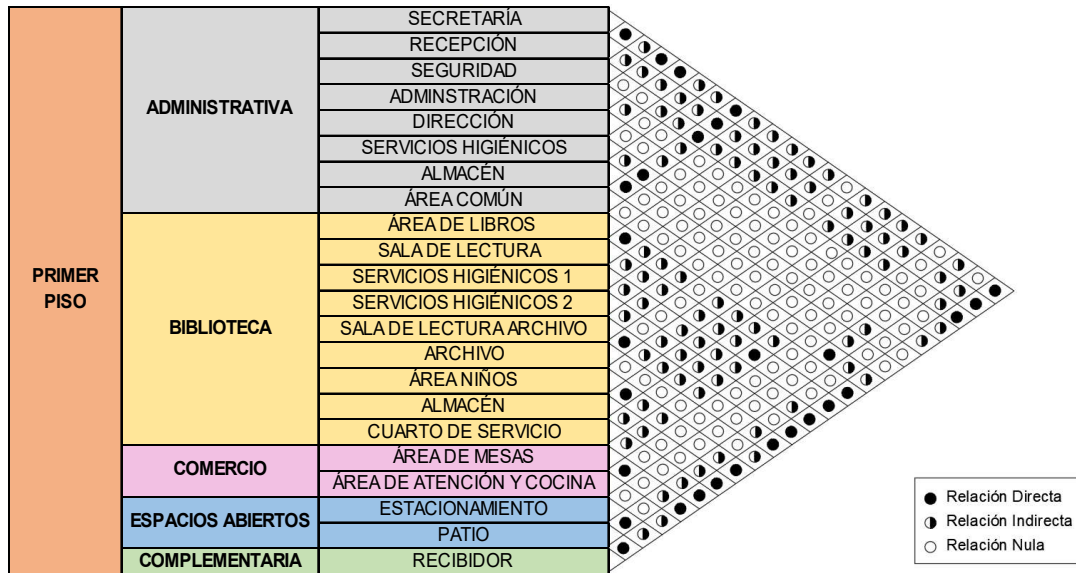 PRIMER
PISO
ADMINISTRATIVA
SECRETARÍA
RECEPCIÓN
SEGURIDAD
ADMINSTRACIÓN
DIRECCIÓN
SERVICIOS HIGIÉNICOS
ALMACÉN
ÁREA COMÚN
BIBLIOTECA
ÁREA DE LIBROS
SALA DE LECTURA
SERVICIOS HIGIÉNICOS 1
SERVICIOS HIGIÉNICOS 2
SALA DE LECTURA ARCHIVO
ARCHIVO
ÁREA NIÑOS
ALMACÉN
CUARTO DE SERVICIO
COMERCIO
ÁREA DE MESAS
ÁREA DE ATENCIÓN Y COCINA
ESPACIOS ABIERTOS
ESTACIONAMIENTO
PATIO
COMPLEMENTARIA
RECIBIDOR
Relación Directa
Relación Indirecta
Relación Nula